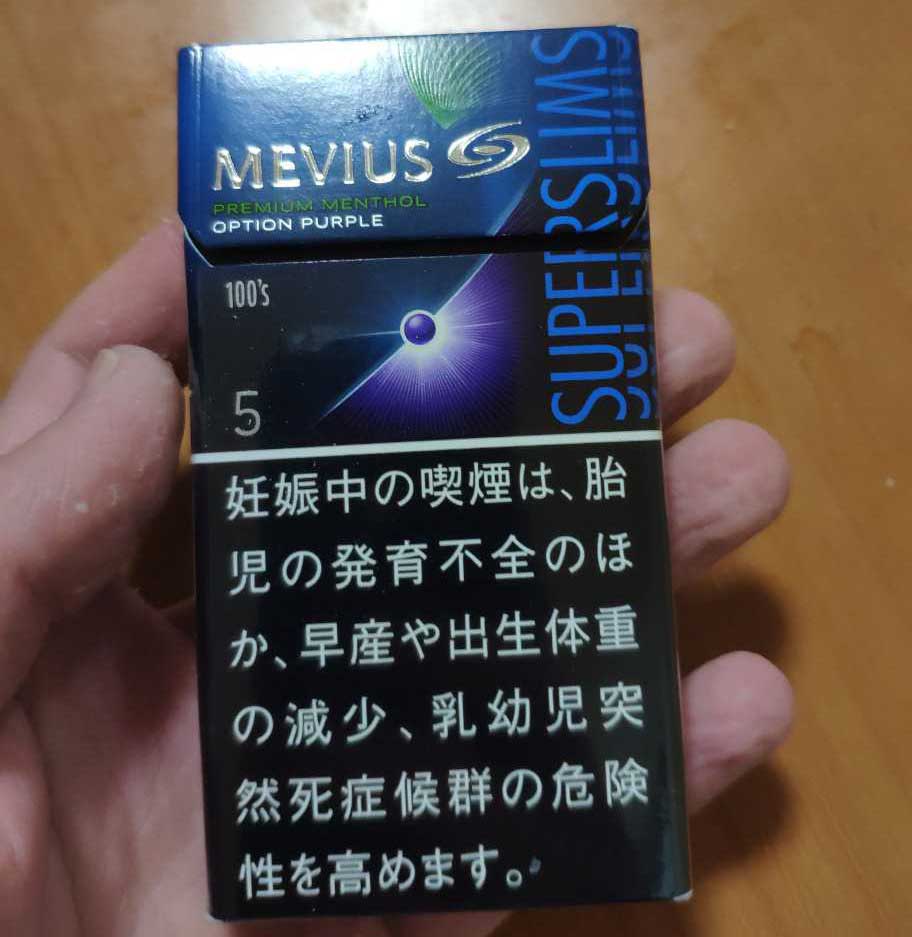 MEVIUS
PREMIUM MENTHOL
OPTION PURPLE
SUPERSLIMS
100's
5
妊娠中の喫煙は、胎
児の発育不全のほ
か、早産や出生体重
の減少、乳幼児突
然死症候群の危険
性を高めます。